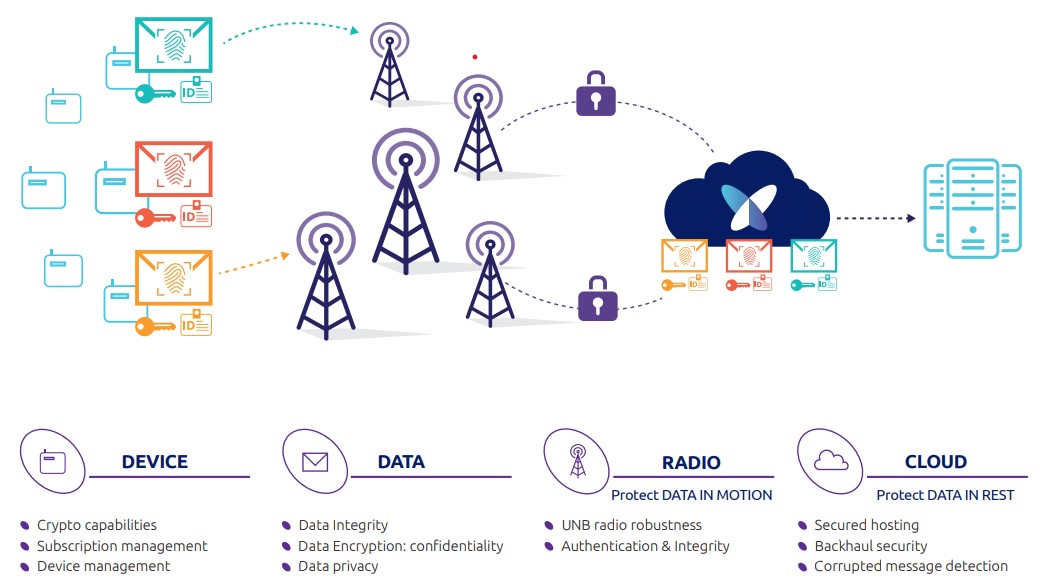 ID
ID
ID
ID
ID
ID
DEVICE
Crypto capabilities
Subscription management
Device management
DATA
Data Integrity
Data Encryption: confidentiality
Data privacy
RADIO
Protect DATA IN MOTION
UNB radio robustness
Authentication & Integrity
CLOUD
Protect DATA IN REST
Secured hosting
Backhaul security
Corrupted message detection